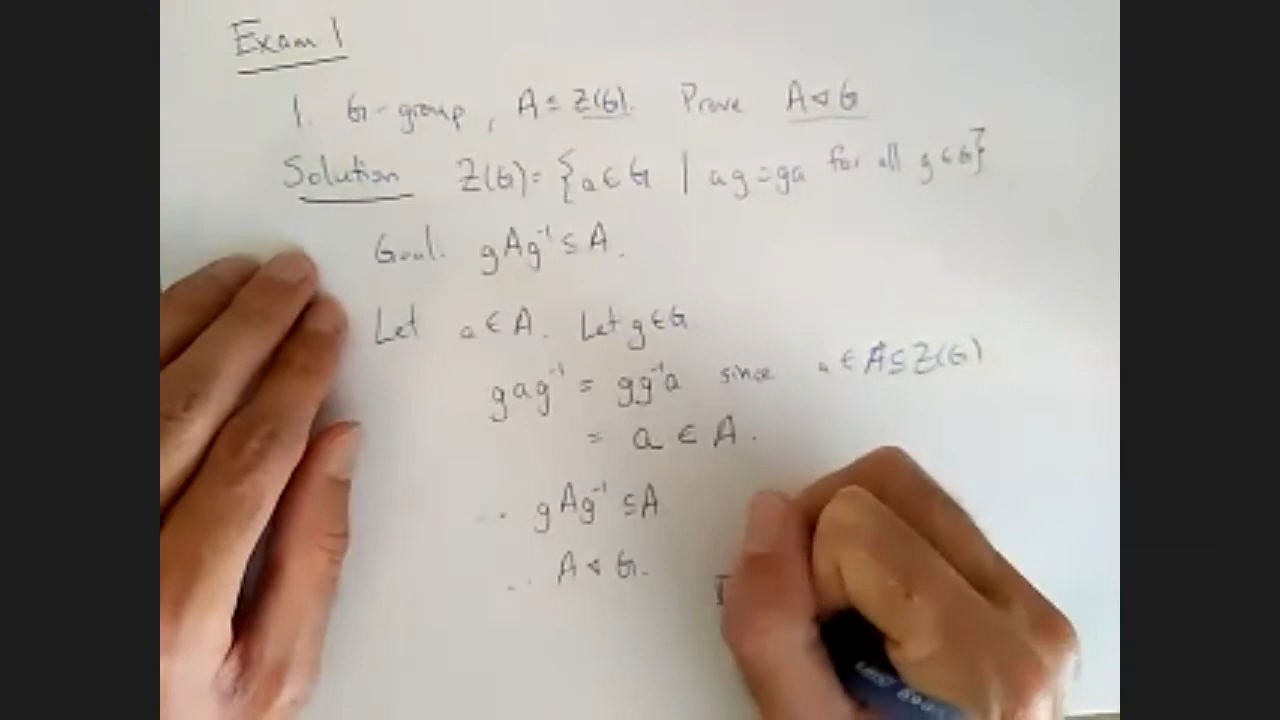 Exam 1
1. G-group, A ≤ Z(G). Prove A ⊲ G
Solution Z(G) = {a ∈ G | ag = ga for all g ∈ G}
Goal: gAg⁻¹ ⊆ A.
Let a ∈ A. Let g ∈ G
gag⁻¹ = gg⁻¹a since a ∈ A ⊆ Z(G)
= a ∈ A.
∴ gAg⁻¹ ⊆ A
∴ A ⊲ G.